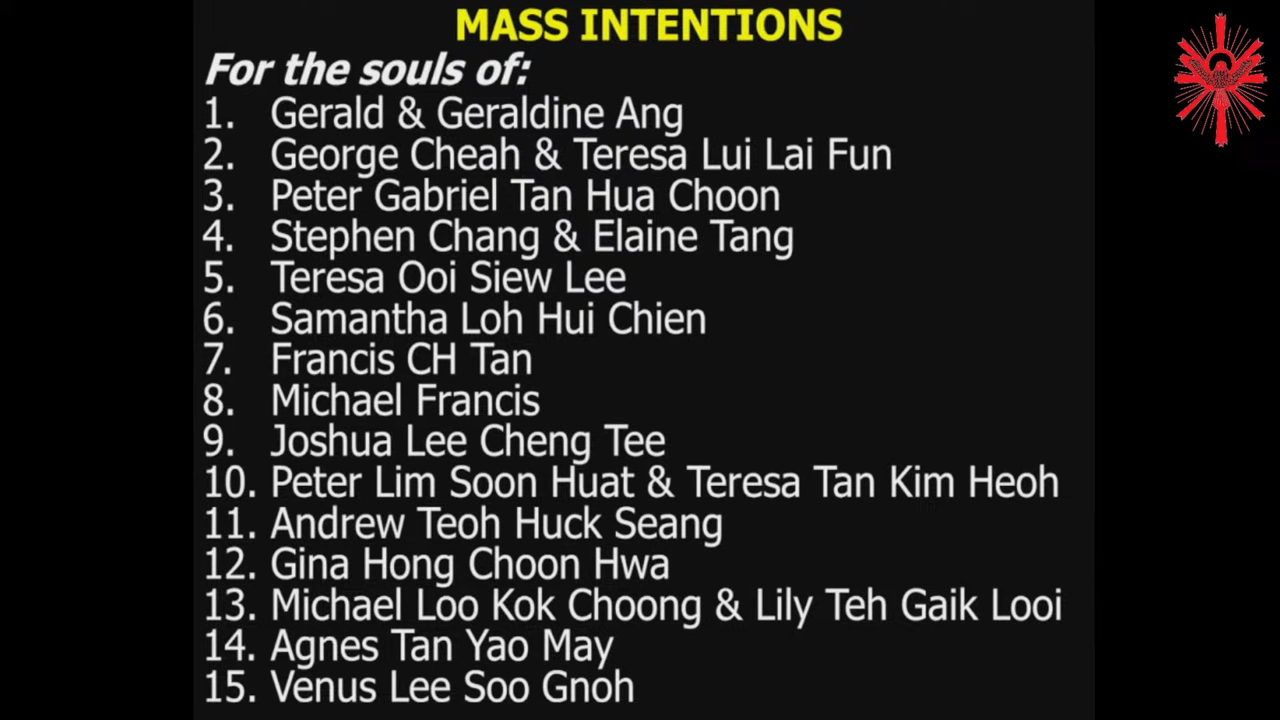 MASS INTENTIONS
For the souls of:
1. Gerald & Geraldine Ang
2. George Cheah & Teresa Lui Lai Fun
3. Peter Gabriel Tan Hua Choon
4. Stephen Chang & Elaine Tang
5. Teresa Ooi Siew Lee
6. Samantha Loh Hui Chien
7. Francis CH Tan
8. Michael Francis
9. Joshua Lee Cheng Tee
10. Peter Lim Soon Huat & Teresa Tan Kim Heoh
11. Andrew Teoh Huck Seang
12. Gina Hong Choon Hwa
13. Michael Loo Kok Choong & Lily Teh Gaik Looi
14. Agnes Tan Yao May
15. Venus Lee Soo Gnoh